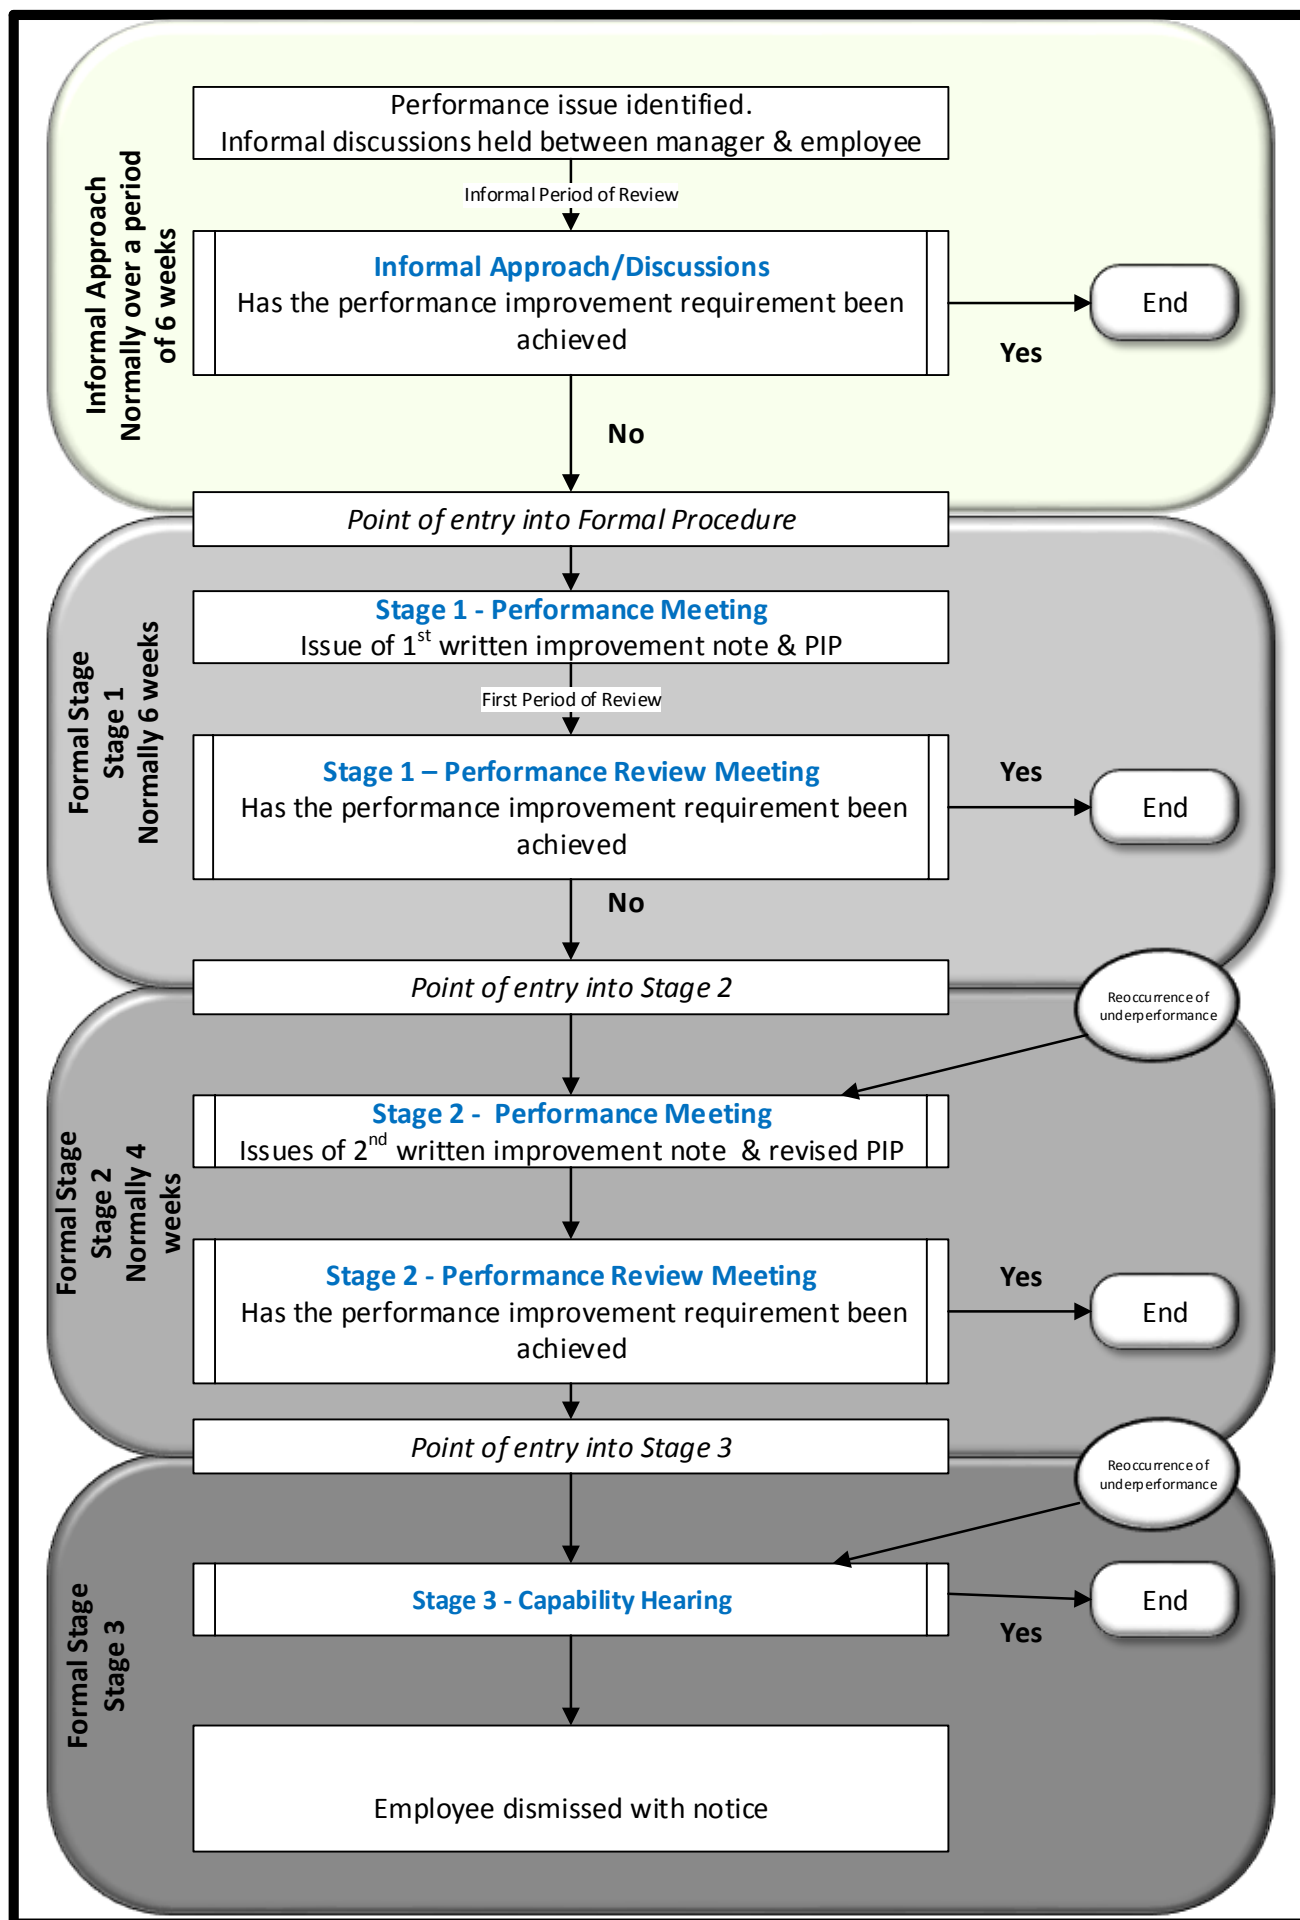 Performance issue identified.
Informal discussions held between manager & employee
Informal Approach
Normally over a period
of 6 weeks
Informal Period of Review
Informal Approach/Discussions
Has the performance improvement requirement been
achieved
End
Yes
No
Point of entry into Formal Procedure
Formal Stage
Stage 1
Normally 6 weeks
Stage 1 - Performance Meeting
Issue of 1st written improvement note & PIP
First Period of Review
Stage 1 – Performance Review Meeting
Has the performance improvement requirement been
achieved
Yes
End
No
Point of entry into Stage 2
Reoccurrence of
underperformance
Formal Stage
Stage 2
Normally 4
weeks
Stage 2 -  Performance Meeting
Issues of 2nd written improvement note  & revised PIP
Stage 2 - Performance Review Meeting
Has the performance improvement requirement been
achieved
Yes
End
Point of entry into Stage 3
Reoccurrence of
underperformance
Formal Stage
Stage 3
Stage 3 - Capability Hearing
End
Yes
Employee dismissed with notice